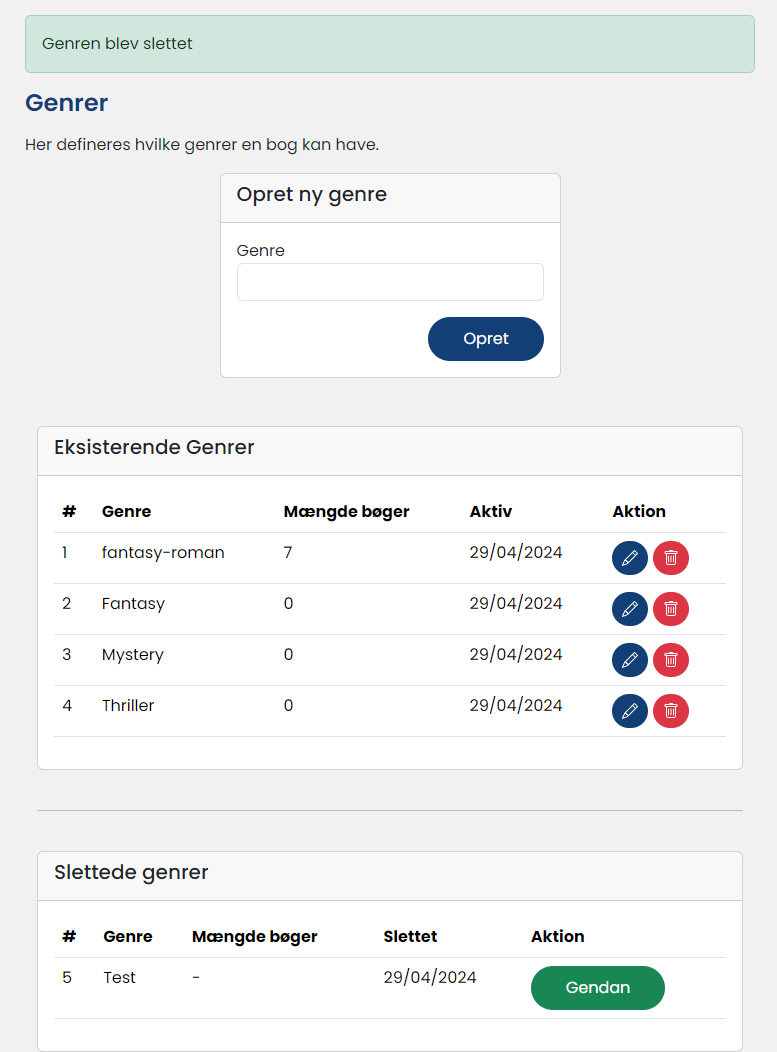 Genren blev slettet
Genrer
Her defineres hvilke genrer en bog kan have.
Opret ny genre
Genre
Opret
Eksisterende Genrer
# Genre Mængde bøger Aktiv Aktion
1 fantasy-roman 7 29/04/2024
2 Fantasy 0 29/04/2024
3 Mystery 0 29/04/2024
4 Thriller 0 29/04/2024
Slettede genrer
# Genre Mængde bøger Slettet Aktion
5 Test - 29/04/2024 Gendan